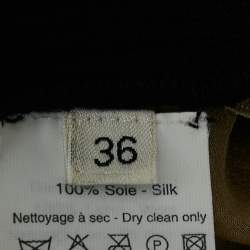 36
100% Soie - Silk
Nettoyage à sec - Dry clean only